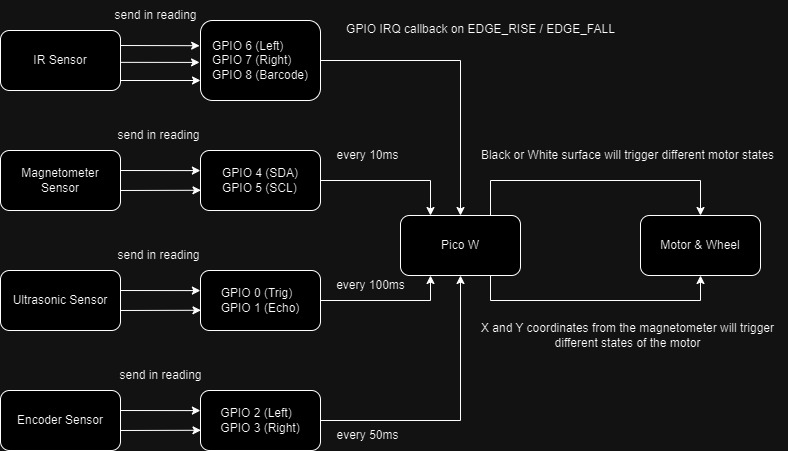 send in reading
GPIO IRQ callback on EDGE_RISE / EDGE_FALL
IR Sensor
GPIO 6 (Left)
GPIO 7 (Right)
GPIO 8 (Barcode)
send in reading
every 10ms
Black or White surface will trigger different motor states
Magnetometer
Sensor
GPIO 4 (SDA)
GPIO 5 (SCL)
Pico W
Motor & Wheel
send in reading
every 100ms
Ultrasonic Sensor
GPIO 0 (Trig)
GPIO 1 (Echo)
X and Y coordinates from the magnetometer will trigger
different states of the motor
send in reading
Encoder Sensor
GPIO 2 (Left)
GPIO 3 (Right)
every 50ms